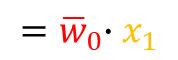 = w̅₀· x₁